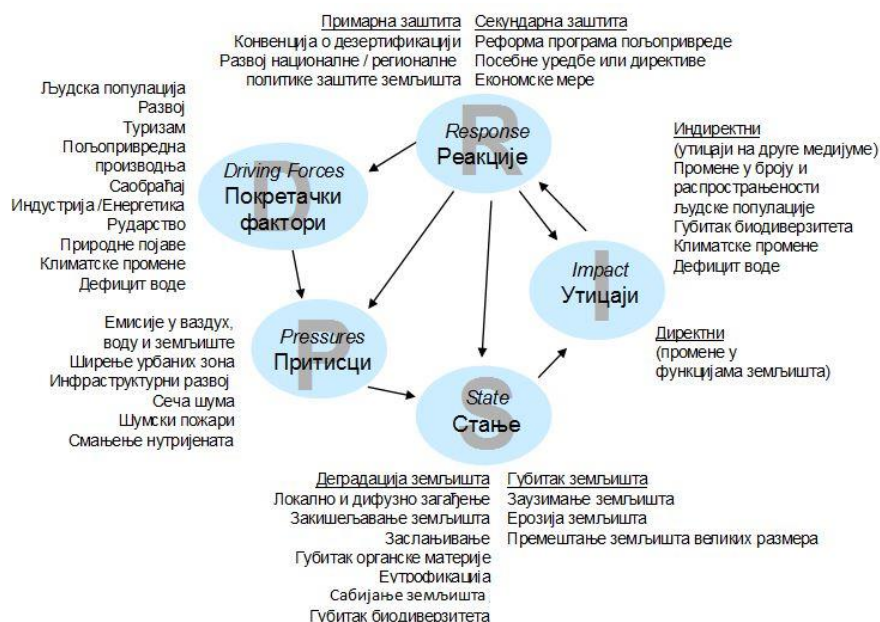 Примарна заштита
Конвенција о дезертификацији
Развој националне / регионалне
политике заштите земљишта
Секундарна заштита
Реформа програма пољопривреде
Посебне уредбе или директиве
Економске мере
Људска популација
Развој
Туризам
Пољопривредна
производња
Саобраћај
Индустрија /Енергетика
Рударство
Природне појаве
Климатске промене
Дефицит воде
R
Response
Реакције
D
Driving Forces
Покретачки
фактори
Индиректни
(утицаји на друге медијуме)
Промене у броју и
распрострањености
људске популације
Губитак биодиверзитета
Климатске промене
Дефицит воде
I
Impact
Утицаји
Директни
(промене у
функцијама земљишта)
Емисије у ваздух,
воду и земљиште
Ширење урбаних зона
Инфраструктурни развој
Сеча шума
Шумски пожари
Смањење нутријената
P
Pressures
Притисци
S
State
Стање
Деградација земљишта
Локално и дифузно загађење
Закишељавање земљишта
Заслањивање
Губитак органске материје
Еутрофикација
Сабијање земљишта
Губитак биодиверзитета
Губитак земљишта
Заузимање земљишта
Ерозија земљишта
Премештање земљишта великих размера